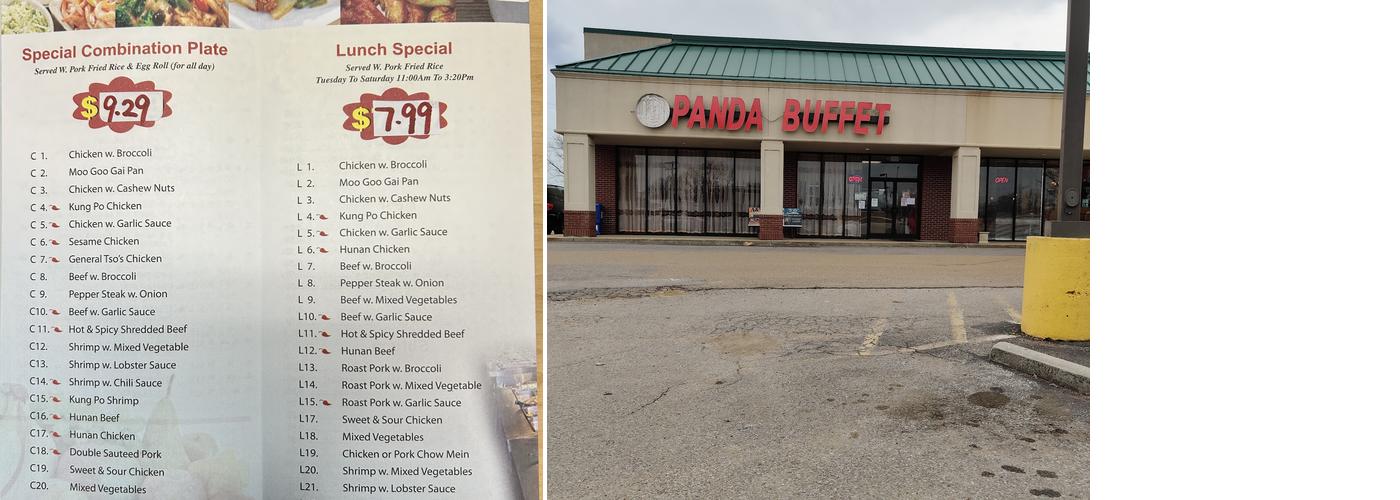 Special Combination Plate
Served W. Pork Fried Rice & Egg Roll (for all day)
$9.29
C 1. Chicken w. Broccoli
C 2. Moo Goo Gai Pan
C 3. Chicken w. Cashew Nuts
C 4. Kung Po Chicken
C 5. Chicken w. Garlic Sauce
C 6. Sesame Chicken
C 7. General Tso's Chicken
C 8. Beef w. Broccoli
C 9. Pepper Steak w. Onion
C10. Beef w. Garlic Sauce
C 11. Hot & Spicy Shredded Beef
C12. Shrimp w. Mixed Vegetable
C13. Shrimp w. Lobster Sauce
C14. Shrimp w. Chili Sauce
C15. Kung Po Shrimp
C16. Hunan Beef
C17. Hunan Chicken
C18. Double Sauteed Pork
C19. Sweet & Sour Chicken
C20. Mixed Vegetables
Lunch Special
Served W. Pork Fried Rice
Tuesday To Saturday 11:00Am To 3:20Pm
$7.99
L 1. Chicken w. Broccoli
L 2. Moo Goo Gai Pan
L 3. Chicken w. Cashew Nuts
L 4. Kung Po Chicken
L 5. Chicken w. Garlic Sauce
L 6. Hunan Chicken
L 7. Beef w. Broccoli
L 8. Pepper Steak w. Onion
L 9. Beef w. Mixed Vegetables
L10. Beef w. Garlic Sauce
L11. Hot & Spicy Shredded Beef
L12. Hunan Beef
L13. Roast Pork w. Broccoli
L14. Roast Pork w. Mixed Vegetable
L15. Roast Pork w. Garlic Sauce
L17. Sweet & Sour Chicken
L18. Mixed Vegetables
L19. Chicken or Pork Chow Mein
L20. Shrimp w. Mixed Vegetables
L21. Shrimp w. Lobster Sauce
PANDA BUFFET
OPEN
OPEN